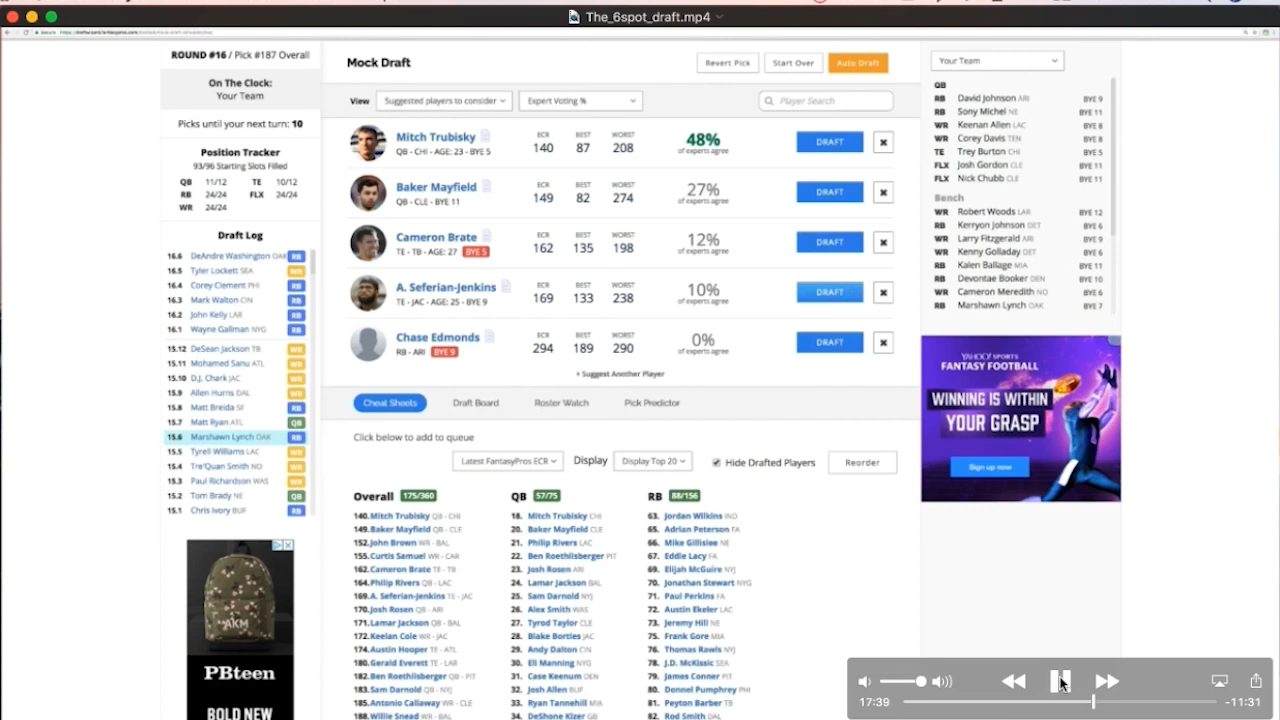 The_6spot_draft.mp4
ROUND #16 / Pick #187 Overall
On The Clock:
Your Team
Picks until your next turn: 10
Position Tracker
93/96 Starting Slots Filled
QB 11/12 TE 10/12
RB 24/24 FLX 24/24
WR 24/24
Draft Log
16.6 DeAndre Washington OAK RB
16.5 Tyler Lockett SEA WR
16.4 Corey Clement PHI RB
16.3 Mark Walton CIN RB
16.2 John Kelly LAR RB
16.1 Wayne Gallman NYG RB
15.12 DeSean Jackson TB WR
15.11 Mohamed Sanu ATL WR
15.10 D.J. Chark JAC WR
15.9 Allen Hurns DAL WR
15.8 Matt Breida SF RB
15.7 Matt Ryan ATL QB
15.6 Marshawn Lynch OAK RB
15.5 Tyrell Williams LAC WR
15.4 Tre'Quan Smith NO WR
15.3 Paul Richardson WAS WR
15.2 Tom Brady NE QB
15.1 Chris Ivory BUF RB
AKM
PBteen
BOLD NEW
Mock Draft
Revert Pick Start Over Auto Draft
View Suggested players to consider Expert Voting % Player Search
Mitch Trubisky ECR BEST WORST 48% DRAFT
QB - CHI - AGE: 23 - BYE 5 140 87 208 of experts agree
Baker Mayfield ECR BEST WORST 27% DRAFT
QB - CLE - BYE 11 149 82 274 of experts agree
Cameron Brate ECR BEST WORST 12% DRAFT
TE - TB - AGE: 27 BYE 5 162 135 198 of experts agree
A. Seferian-Jenkins ECR BEST WORST 10% DRAFT
TE - JAC - AGE: 25 - BYE 9 169 133 238 of experts agree
Chase Edmonds ECR BEST WORST 0% DRAFT
RB - ARI BYE 9 294 189 290 of experts agree
+ Suggest Another Player
Cheat Sheets Draft Board Roster Watch Pick Predictor
Click below to add to queue
Latest FantasyPros ECR Display Display Top 20 Hide Drafted Players Reorder
Overall 175/360 QB 57/75 RB 88/156
140. Mitch Trubisky QB - CHI 18. Mitch Trubisky CHI 63. Jordan Wilkins IND
149. Baker Mayfield QB - CLE 20. Baker Mayfield CLE 65. Adrian Peterson FA
152. John Brown WR - BAL 21. Philip Rivers LAC 66. Mike Gillislee NE
155. Curtis Samuel WR - CAR 22. Ben Roethlisberger PIT 67. Eddie Lacy FA
162. Cameron Brate TE - TB 23. Josh Rosen ARI 69. Elijah McGuire NYJ
164. Philip Rivers QB - LAC 24. Lamar Jackson BAL 70. Jonathan Stewart NYG
169. A. Seferian-Jenkins TE - JAC 25. Sam Darnold NYJ 71. Paul Perkins FA
170. Josh Rosen QB - ARI 26. Alex Smith WAS 72. Austin Ekeler LAC
171. Lamar Jackson QB - BAL 27. Tyrod Taylor CLE 73. Jeremy Hill NE
172. Keelan Cole WR - JAC 28. Blake Bortles JAC 75. Frank Gore MIA
174. Austin Hooper TE - ATL 29. Andy Dalton CIN 76. Thomas Rawls NYJ
180. Gerald Everett TE - LAR 30. Eli Manning NYG 78. J.D. McKissic SEA
182. Ben Roethlisberger QB - PIT 31. Case Keenum DEN 79. James Conner PIT
183. Sam Darnold QB - NYJ 32. Josh Allen BUF 80. Donnel Pumphrey PHI
185. Antonio Callaway WR - CLE 33. Ryan Tannehill MIA 81. Peyton Barber TB
188. Willie Snead WR - BAL 34. DeShone Kizer GB 82. Rod Smith DAL
Your Team
QB
RB David Johnson ARI BYE 9
RB Sony Michel NE BYE 11
WR Keenan Allen LAC BYE 8
WR Corey Davis TEN BYE 8
TE Trey Burton CHI BYE 5
FLX Josh Gordon CLE BYE 11
FLX Nick Chubb CLE BYE 11
Bench
WR Robert Woods LAR BYE 12
RB Kerryon Johnson DET BYE 6
WR Larry Fitzgerald ARI BYE 9
WR Kenny Golladay DET BYE 6
RB Kalen Ballage MIA BYE 11
RB Devontae Booker DEN BYE 10
WR Cameron Meredith NO BYE 6
RB Marshawn Lynch OAK BYE 7
YAHOO! SPORTS
FANTASY FOOTBALL
WINNING IS WITHIN
YOUR GRASP
Sign up now
17:39 -11:31